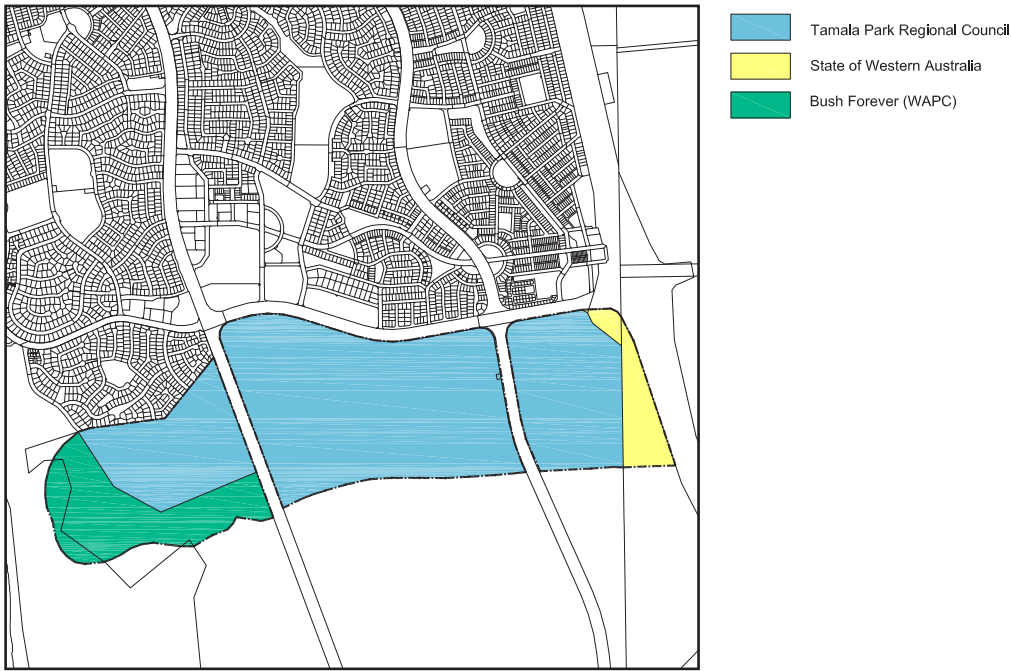 Tamala Park Regional Council
State of Western Australia
Bush Forever (WAPC)